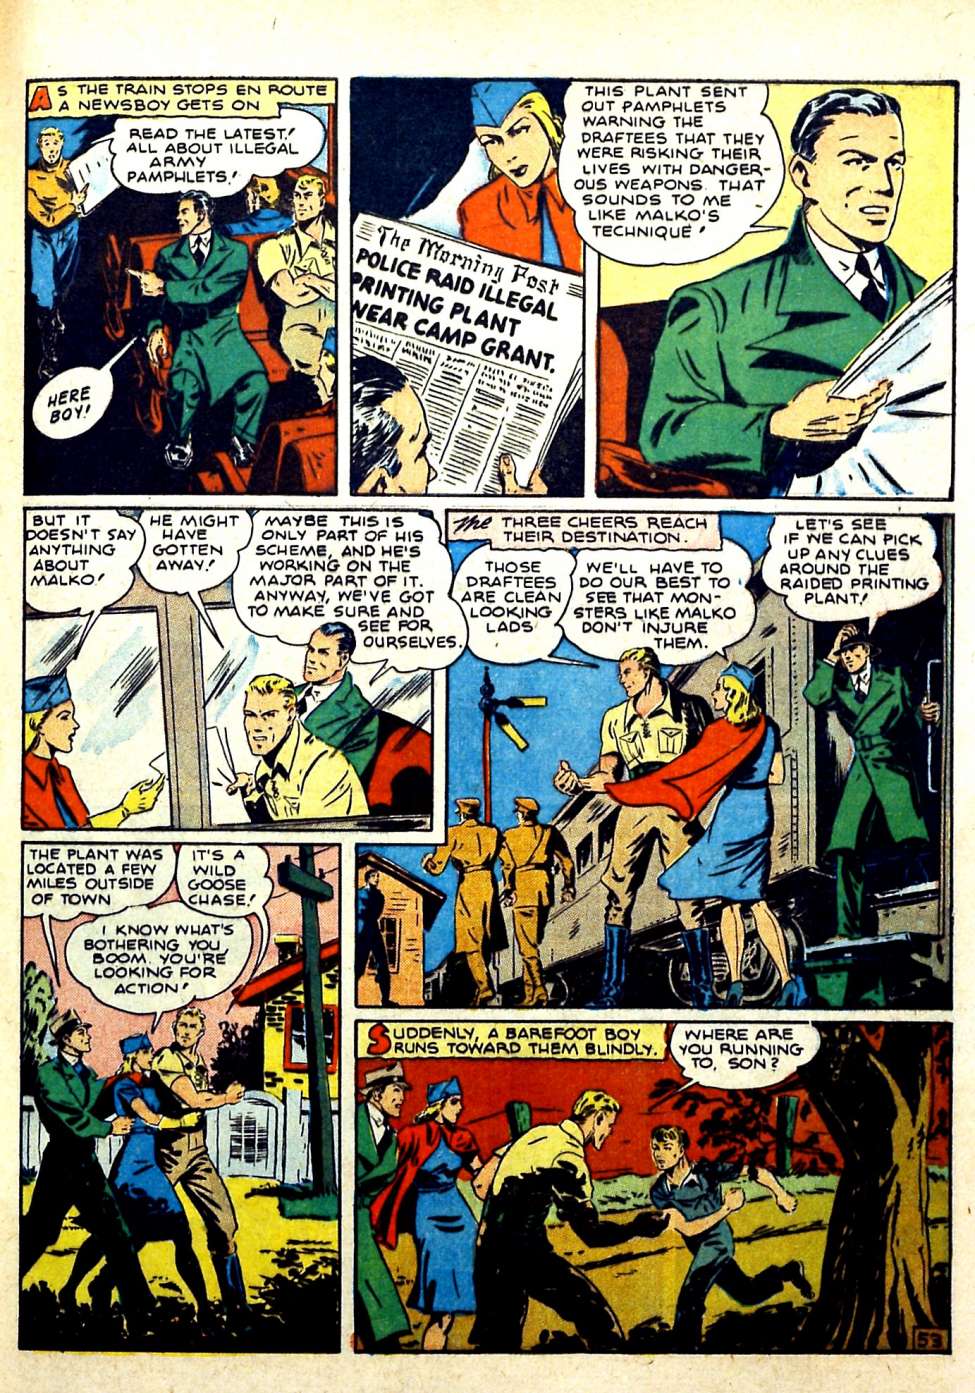 AS THE TRAIN STOPS EN ROUTE
A NEWSBOY GETS ON
READ THE LATEST!
ALL ABOUT ILLEGAL
ARMY
PAMPHLETS!
HERE
BOY!
The Morning Post
POLICE RAID ILLEGAL
PRINTING PLANT
NEAR CAMP GRANT.
THIS PLANT SENT
OUT PAMPHLETS
WARNING THE
DRAFTEES THAT THEY
WERE RISKING THEIR
LIVES WITH DANGER-
OUS WEAPONS. THAT
SOUNDS TO ME
LIKE MALKO'S
TECHNIQUE!
BUT IT
DOESN'T SAY
ANYTHING
ABOUT
MALKO!
HE MIGHT
HAVE
GOTTEN
AWAY!
MAYBE THIS IS
ONLY PART OF HIS
SCHEME, AND HE'S
WORKING ON THE
MAJOR PART OF IT.
ANYWAY, WE'VE GOT
TO MAKE SURE AND
SEE FOR
OURSELVES.
The THREE CHEERS REACH
THEIR DESTINATION.
THOSE
DRAFTEES
ARE CLEAN
LOOKING
LADS
WE'LL HAVE TO
DO OUR BEST TO
SEE THAT MON-
STERS LIKE MALKO
DON'T INJURE
THEM.
LET'S SEE
IF WE CAN PICK
UP ANY CLUES
AROUND THE
RAIDED PRINTING
PLANT!
THE PLANT WAS
LOCATED A FEW
MILES OUTSIDE
OF TOWN
IT'S A
WILD
GOOSE
CHASE!
I KNOW WHAT'S
BOTHERING YOU,
BOOM. YOU'RE
LOOKING FOR
ACTION!
SUDDENLY, A BAREFOOT BOY
RUNS TOWARD THEM BLINDLY.
WHERE ARE
YOU RUNNING
TO, SON?
53